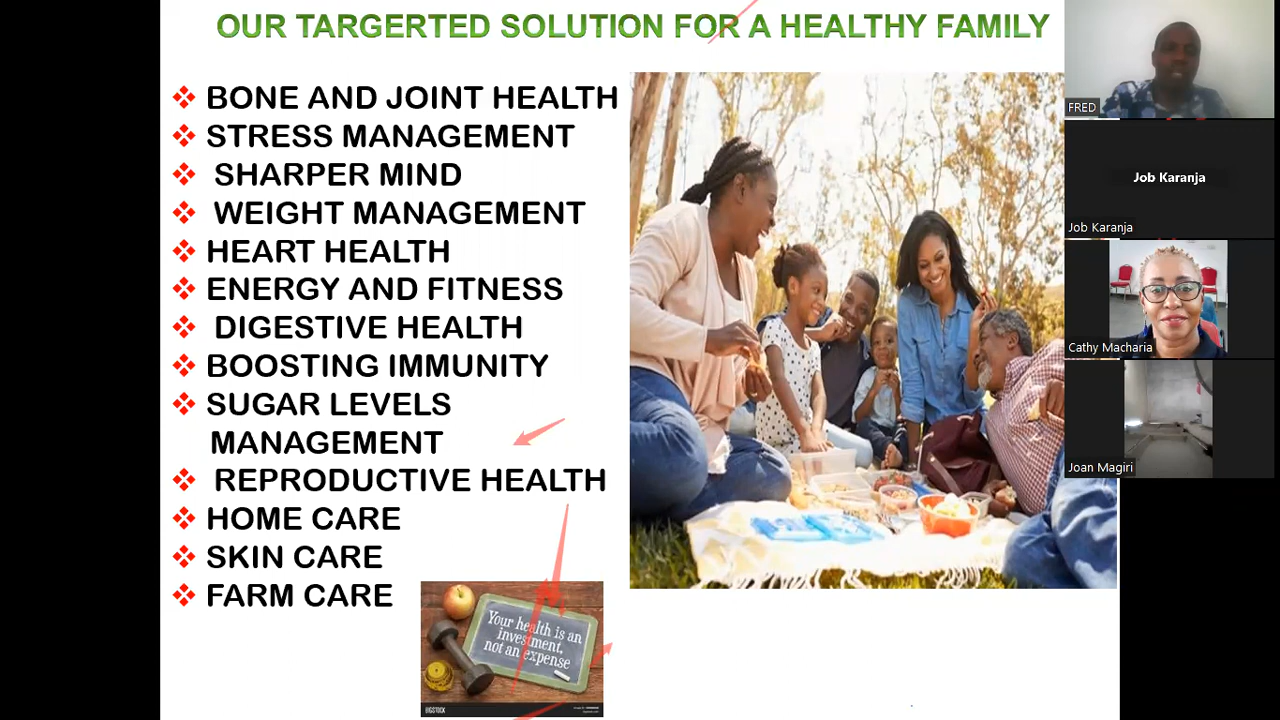 OUR TARGERTED SOLUTION FOR A HEALTHY FAMILY
BONE AND JOINT HEALTH
STRESS MANAGEMENT
SHARPER MIND
WEIGHT MANAGEMENT
HEART HEALTH
ENERGY AND FITNESS
DIGESTIVE HEALTH
BOOSTING IMMUNITY
SUGAR LEVELS
MANAGEMENT
REPRODUCTIVE HEALTH
HOME CARE
SKIN CARE
FARM CARE
Your health is an
investment,
not an expense
FRED
Job Karanja
Job Karanja
Cathy Macharia
Joan Magiri